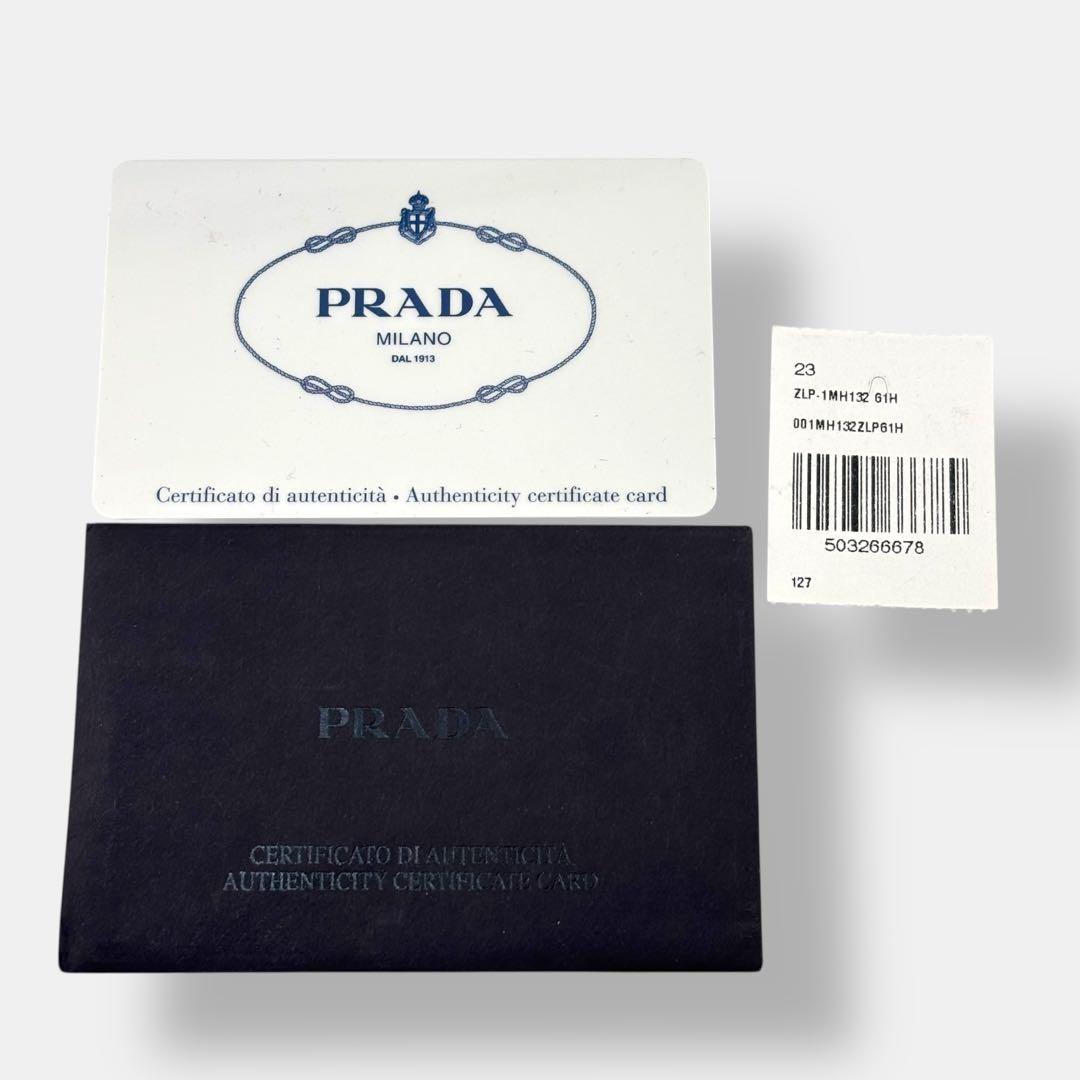 PRADA
MILANO
DAL 1913
Certificato di autenticità • Authenticity certificate card
23
ZLP-1MH132 61H
001MH132ZLP61H
503266678
127
PRADA
CERTIFICATO DI AUTENTICITÀ
AUTHENTICITY CERTIFICATE CARD